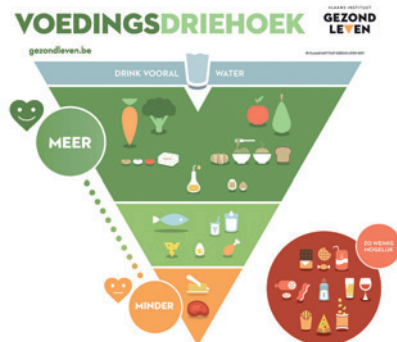 VOEDINGSDRIEHOEK
VLAAMS INSTITUUT
GEZOND
LEVEN
gezondleven.be
DRINK VOORAL WATER
MEER
MINDER
ZO WEINIG
MOGELIJK